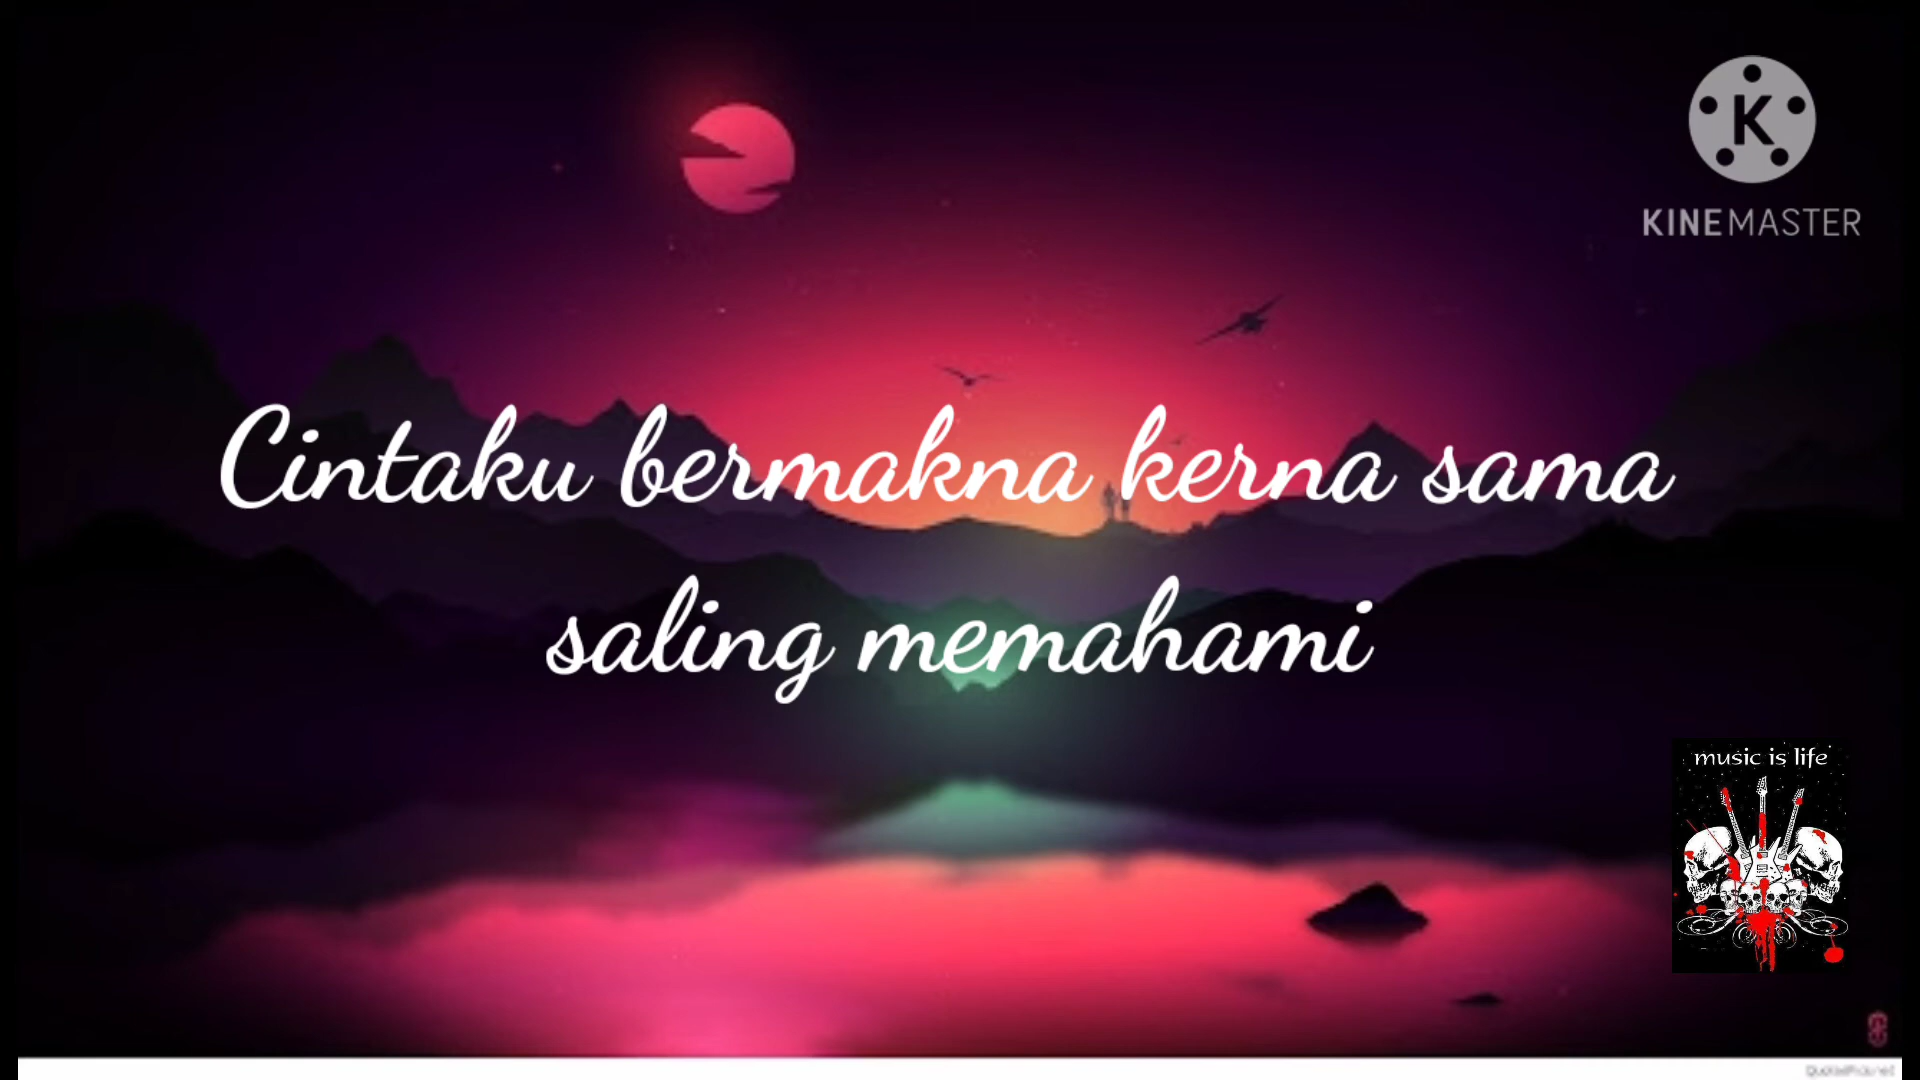 K
KINEMASTER
Cintaku bermakna kerna sama
saling memahami
music is life